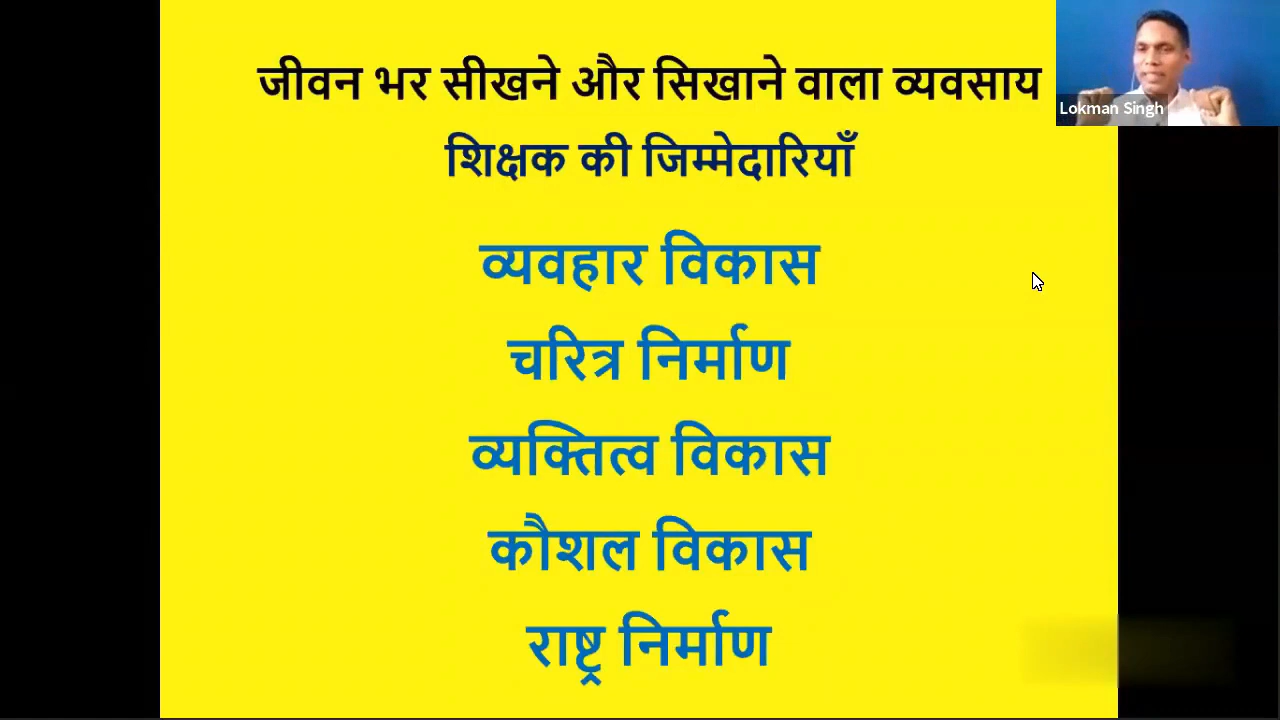 जीवन भर सीखने और सिखाने वाला व्यवसाय
शिक्षक की जिम्मेदारियाँ
व्यवहार विकास
चरित्र निर्माण
व्यक्तित्व विकास
कौशल विकास
राष्ट्र निर्माण
Lokman Singh